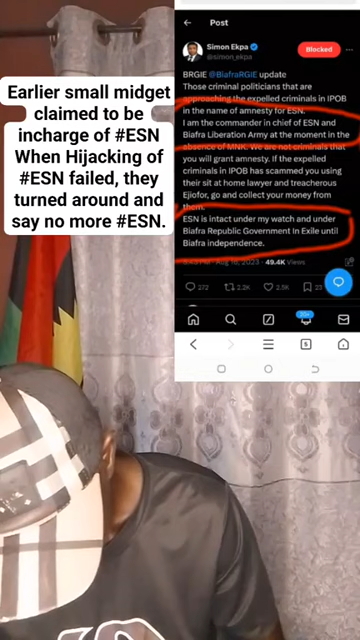 Earlier small midget
claimed to be
incharge of #ESN
When Hijacking of
#ESN failed, they
turned around and
say no more #ESN.
Post
Simon Ekpa
@simon_ekpa
Blocked
BRGIE @BiafraRGIE update
Those criminal politicians that are
approaching the expelled criminals in IPOB
in the name of amnesty for ESN.
I am the commander in chief of ESN and
Biafra Liberation Army at the moment in the
absence of MNK. We are not criminals that
you will grant amnesty. If the expelled
criminals in IPOB has scammed you using
their sit at home lawyer and treacherous
Ejiofor, go and collect your money from
them.
ESN is intact under my watch and under
Biafra Republic Government In Exile until
Biafra independence.
2023 · 49.4K Views
272
2.2K
2.5K
23
20+
5